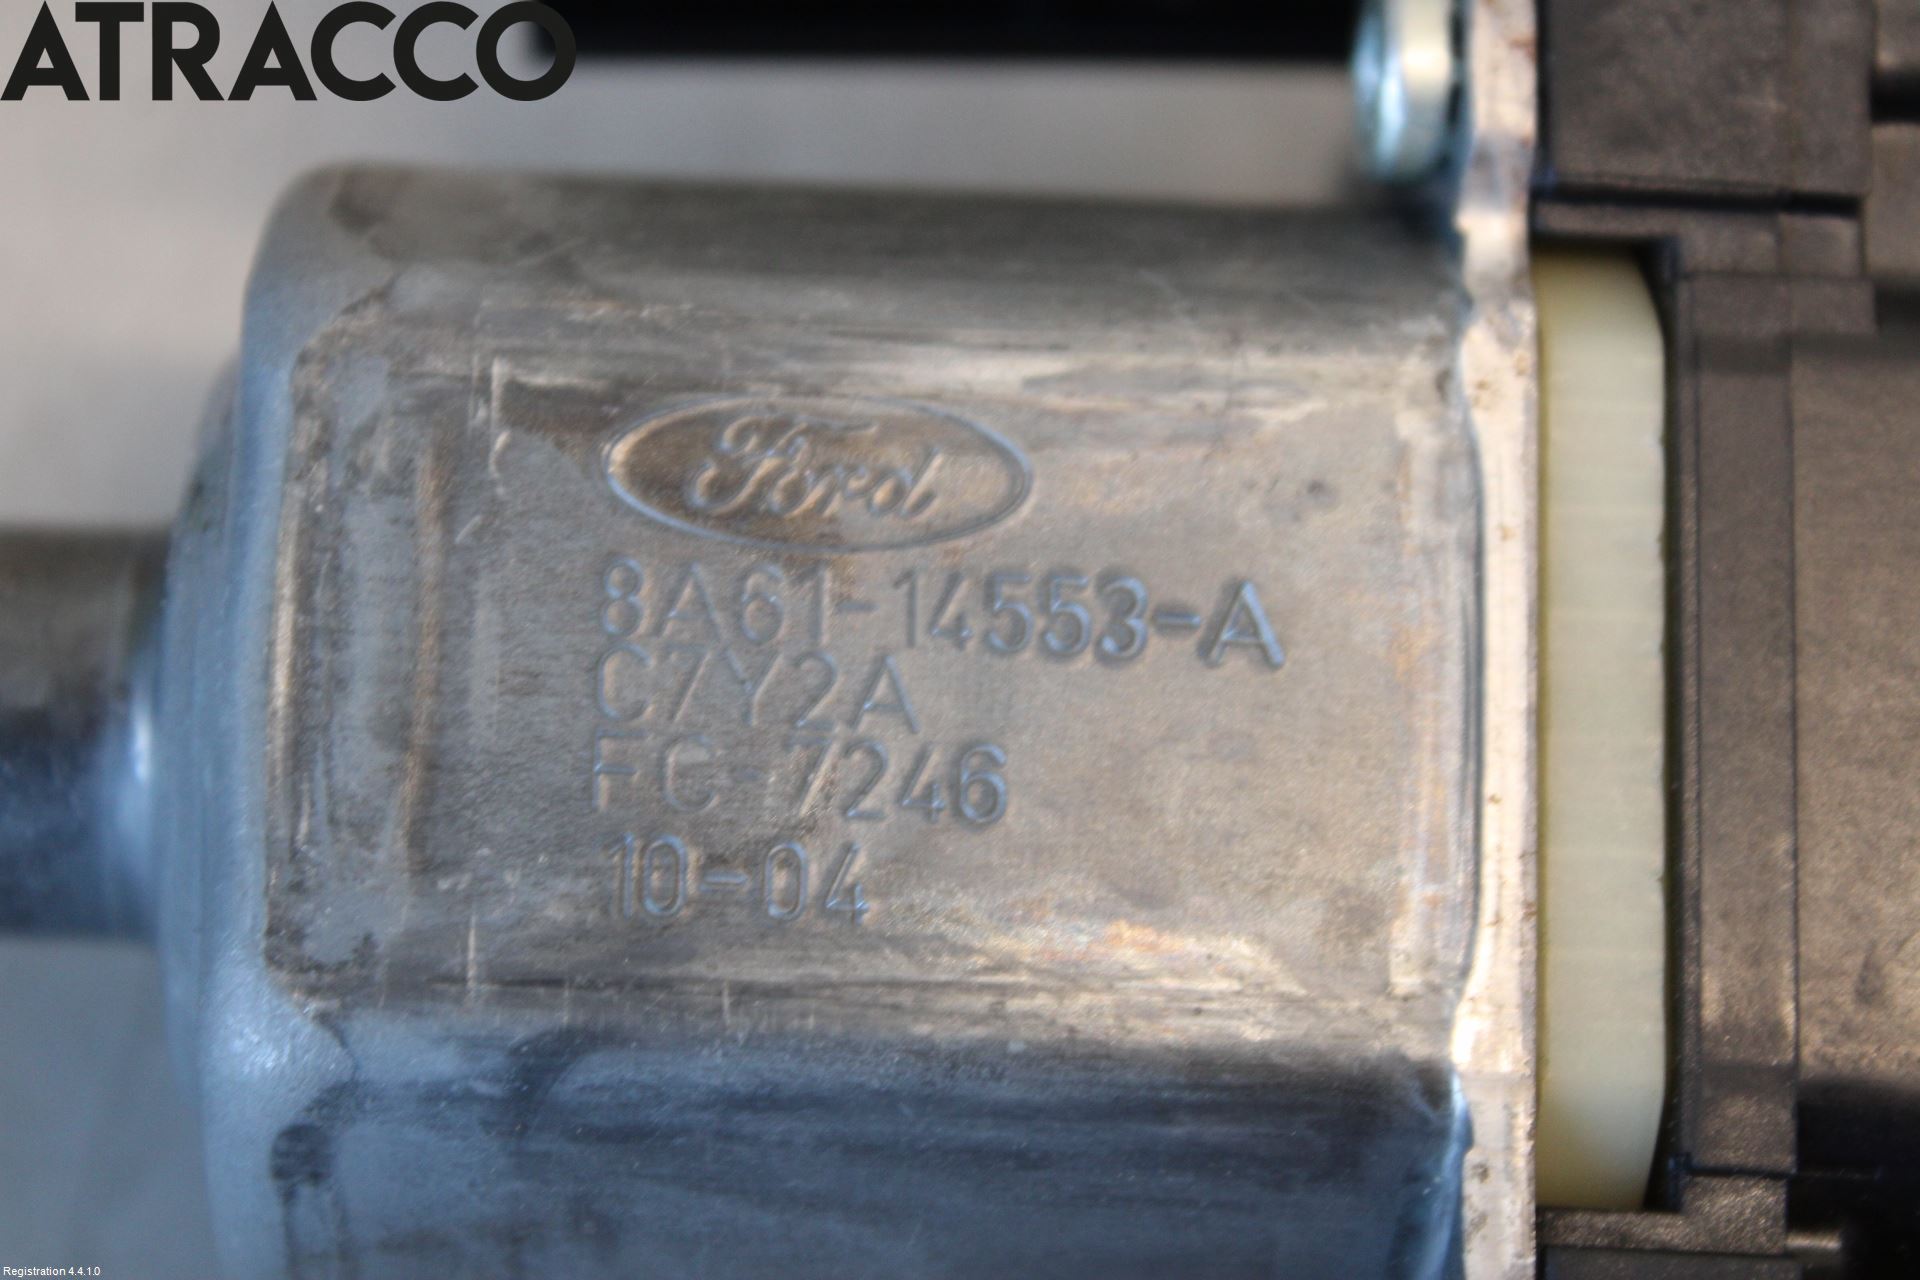 ATRACCO
Ford
8A61-14553-A
C7Y2A
FC-7246
10-04
Registration 4.4.1.0